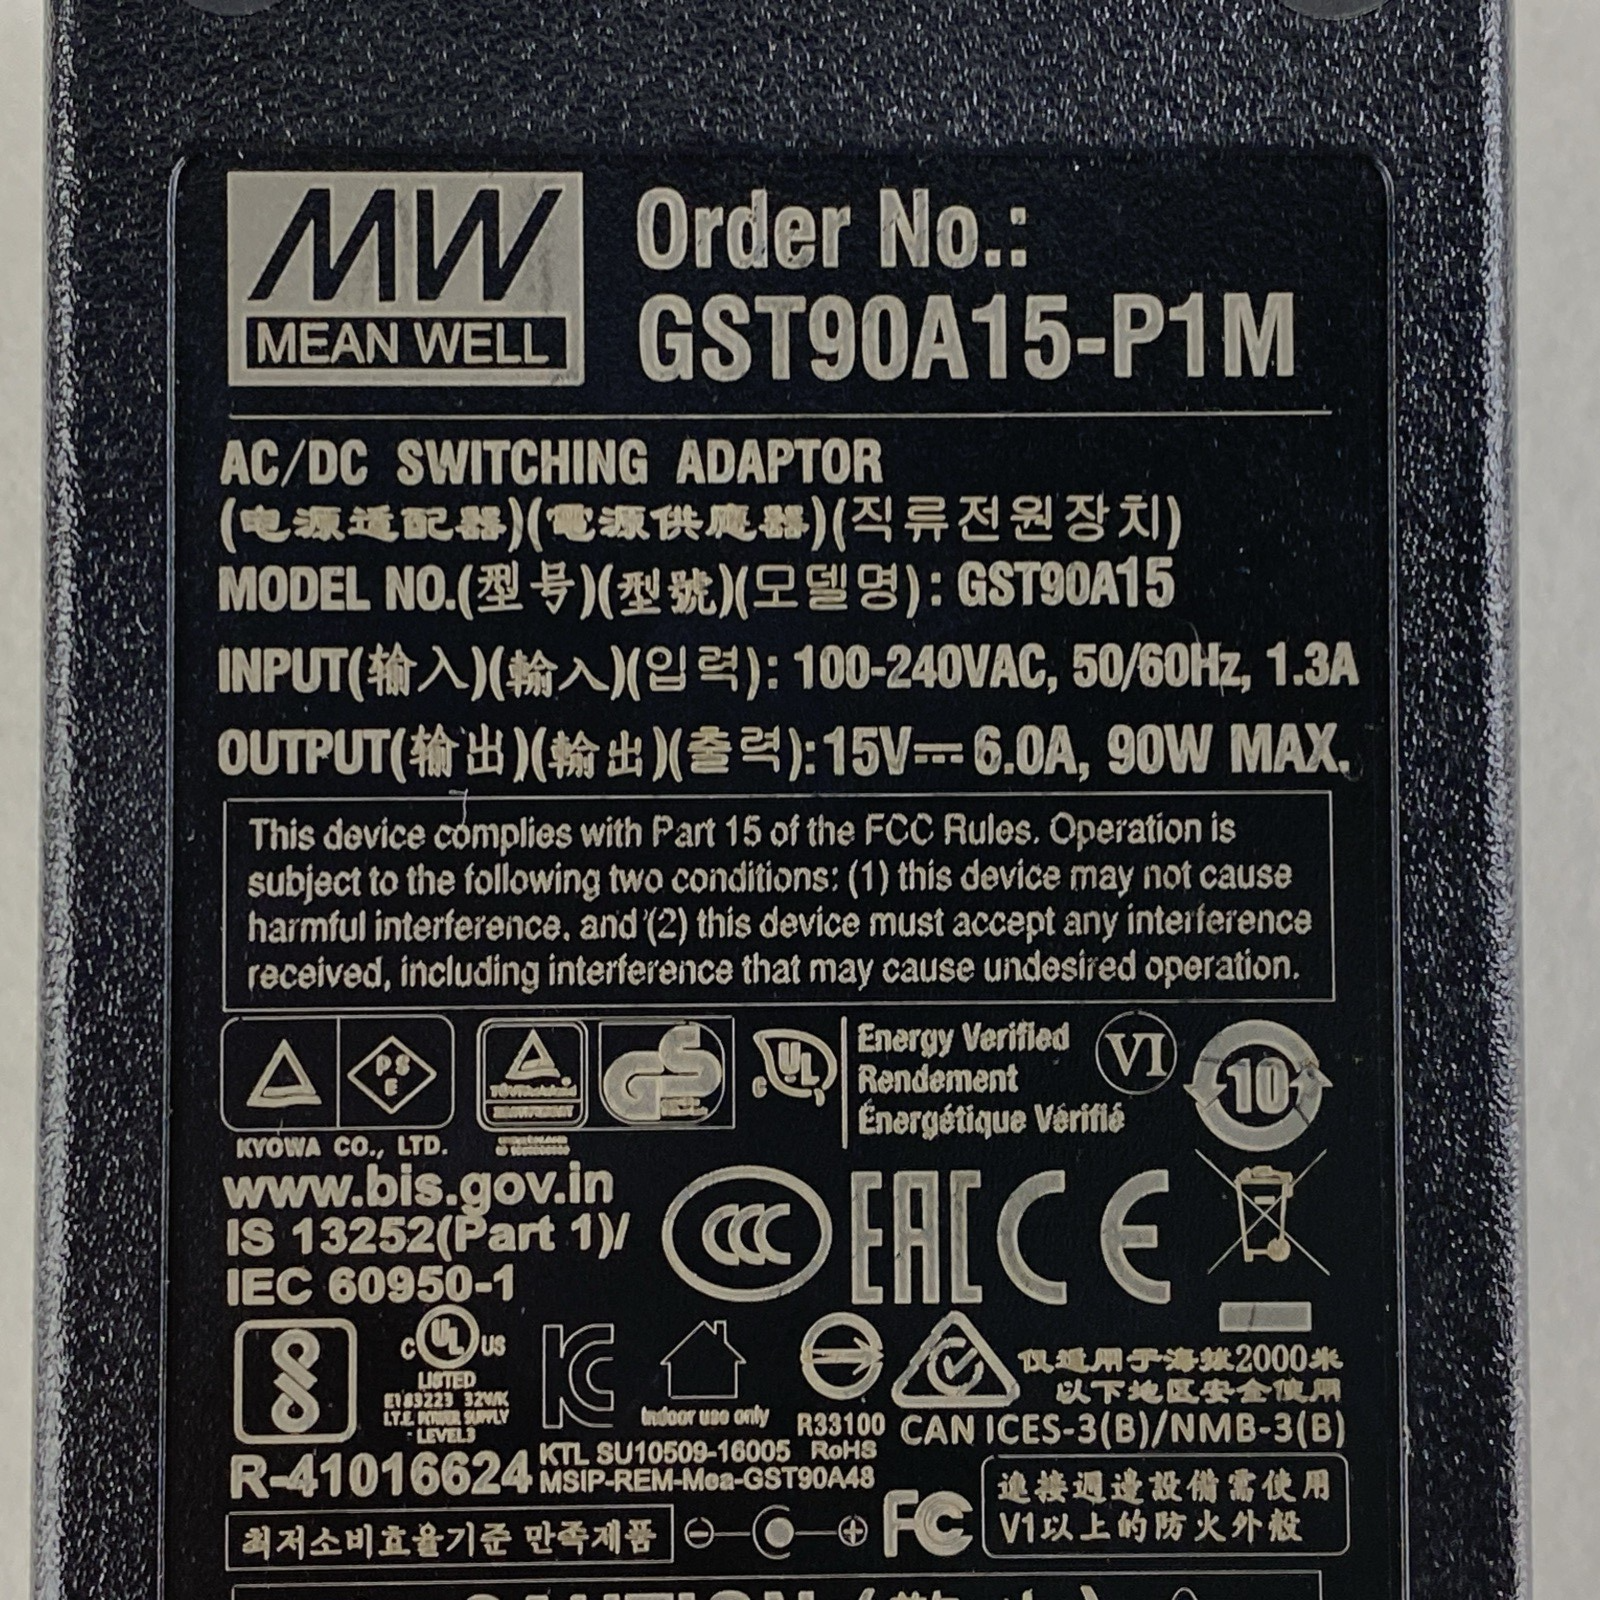 MW
MEAN WELL
Order No.:
GST90A15-P1M
AC/DC SWITCHING ADAPTOR
(电源适配器)(電源供應器)(직류전원장치)
MODEL NO.(型号)(型號)(모델명): GST90A15
INPUT(输入)(輸入)(입력): 100-240VAC, 50/60Hz, 1.3A
OUTPUT(输出)(輸出)(출력):15V⎓6.0A, 90W MAX.
This device complies with Part 15 of the FCC Rules. Operation is
subject to the following two conditions: (1) this device may not cause
harmful interference, and (2) this device must accept any interference
received, including interference that may cause undesired operation.
PSE
GS
c UL
Energy Verified
Rendement
Énergétique Vérifié
VI
10
KYOWA CO., LTD.
www.bis.gov.in
IS 13252(Part 1)/
IEC 60950-1
CCC
EAC
CE
C UL US
LISTED
E183223
I.T.E. POWER SUPPLY
LEVEL3
KC
Indoor use only
R33100
RoHS
仅适用于海拔2000米
以下地区安全使用
CAN ICES-3(B)/NMB-3(B)
R-41016624
KTL SU10509-16005
MSIP-REM-Mea-GST90A48
최저소비효율기준 만족제품
FC
連接週邊設備需使用
V1以上的防火外殼